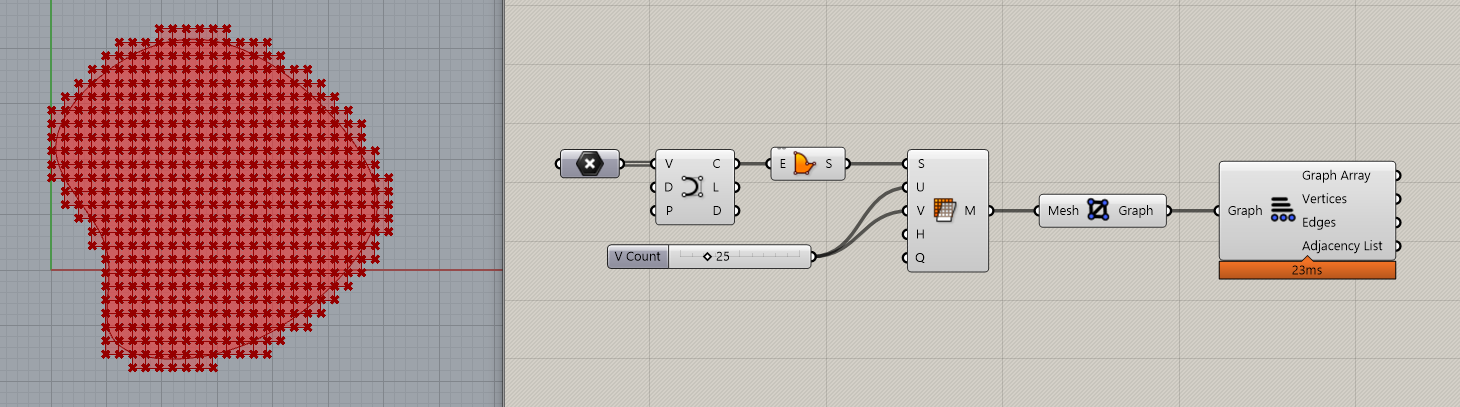 V C
D L
P D
E S
V Count 25
S
U
V M
H
Q
Mesh Graph
Graph
Graph Array
Vertices
Edges
Adjacency List
23ms